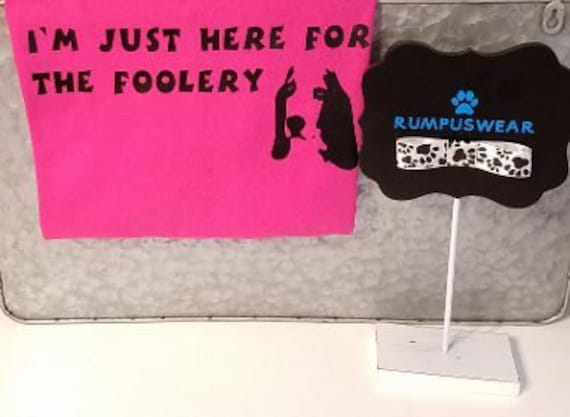 I'M JUST HERE FOR
THE FOOLERY
RUMPUSWEAR